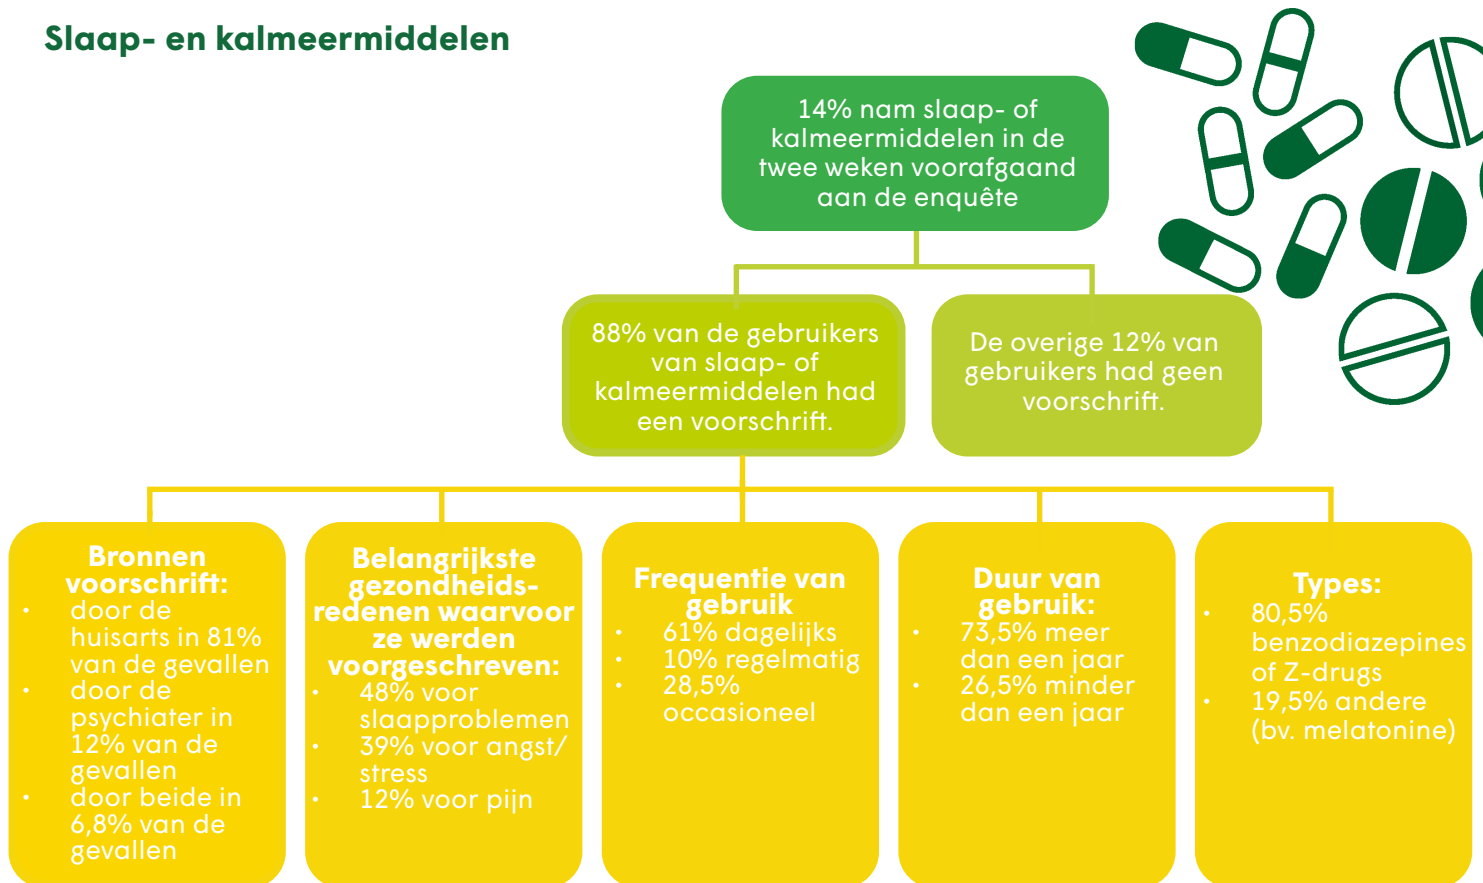 Slaap- en kalmeermiddelen
14% nam slaap- of
kalmeermiddelen in de
twee weken voorafgaand
aan de enquête
88% van de gebruikers
van slaap- of
kalmeermiddelen had
een voorschrift.
De overige 12% van
gebruikers had geen
voorschrift.
Bronnen
voorschrift:
• door de
huisarts in 81%
van de gevallen
• door de
psychiater in
12% van de
gevallen
• door beide in
6,8% van de
gevallen
Belangrijkste
gezondheids-
redenen waarvoor
ze werden
voorgeschreven:
• 48% voor
slaapproblemen
• 39% voor angst/
stress
• 12% voor pijn
Frequentie van
gebruik
• 61% dagelijks
• 10% regelmatig
• 28,5%
occasioneel
Duur van
gebruik:
• 73,5% meer
dan een jaar
• 26,5% minder
dan een jaar
Types:
• 80,5%
benzodiazepines
of Z-drugs
• 19,5% andere
(bv. melatonine)